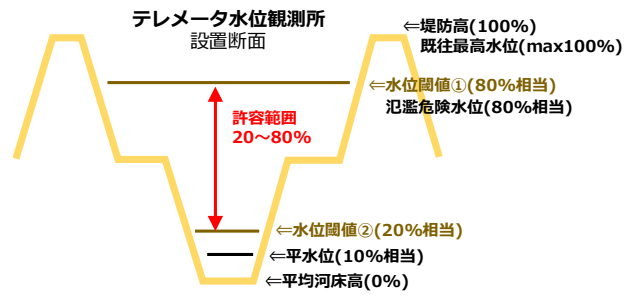 テレメータ水位観測所
設置断面
⇐堤防高(100%)
既往最高水位(max100%)
⇐水位閾値①(80%相当)
氾濫危険水位(80%相当)
許容範囲
20~80%
⇐水位閾値②(20%相当)
⇐平水位(10%相当)
⇐平均河床高(0%)